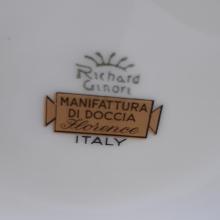 Richard
Ginori
MANIFATTURA
DI DOCCIA
Florence
ITALY